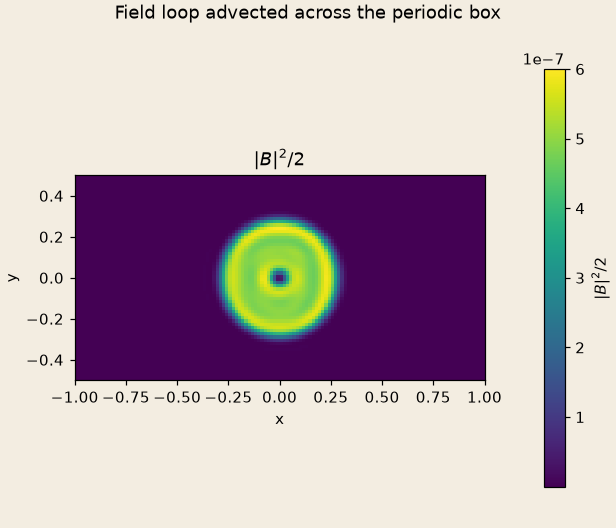 Field loop advected across the periodic box
1e−7
|B|²/2
6
5
4
3
2
1
|B|²/2
0.4
0.2
0.0
−0.2
−0.4
y
−1.00 −0.75 −0.50 −0.25 0.00 0.25 0.50 0.75 1.00
x